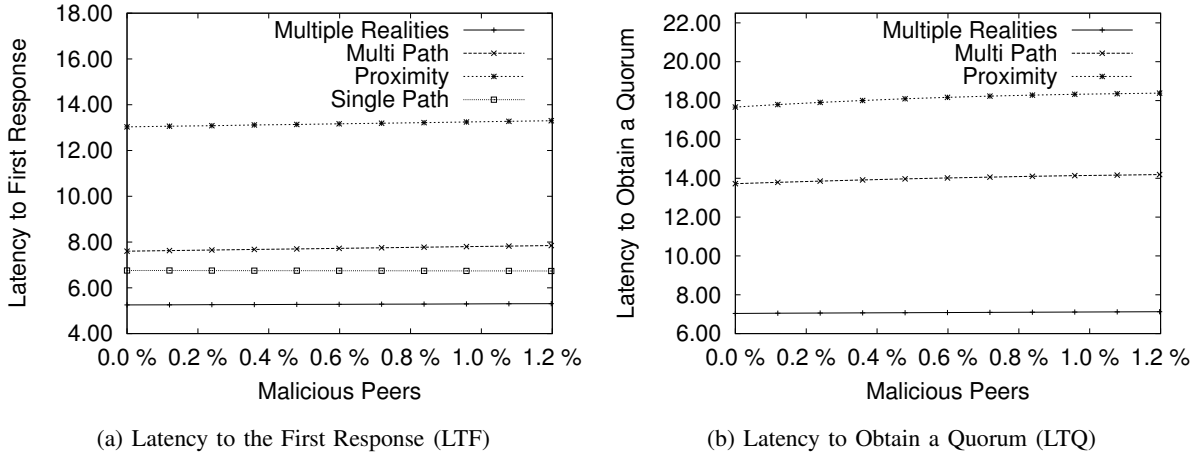 Latency to First Response
18.00
16.00
14.00
12.00
10.00
8.00
6.00
4.00
Multiple Realities
Multi Path
Proximity
Single Path
0.0 % 0.2 % 0.4 % 0.6 % 0.8 % 1.0 % 1.2 %
Malicious Peers
(a) Latency to the First Response (LTF)
Latency to Obtain a Quorum
22.00
20.00
18.00
16.00
14.00
12.00
10.00
8.00
6.00
Multiple Realities
Multi Path
Proximity
0.0 % 0.2 % 0.4 % 0.6 % 0.8 % 1.0 % 1.2 %
Malicious Peers
(b) Latency to Obtain a Quorum (LTQ)